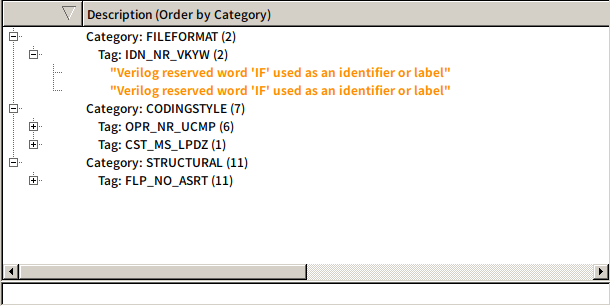 Description (Order by Category)
Category: FILEFORMAT (2)
Tag: IDN_NR_VKYW (2)
"Verilog reserved word 'IF' used as an identifier or label"
"Verilog reserved word 'IF' used as an identifier or label"
Category: CODINGSTYLE (7)
Tag: OPR_NR_UCMP (6)
Tag: CST_MS_LPDZ (1)
Category: STRUCTURAL (11)
Tag: FLP_NO_ASRT (11)